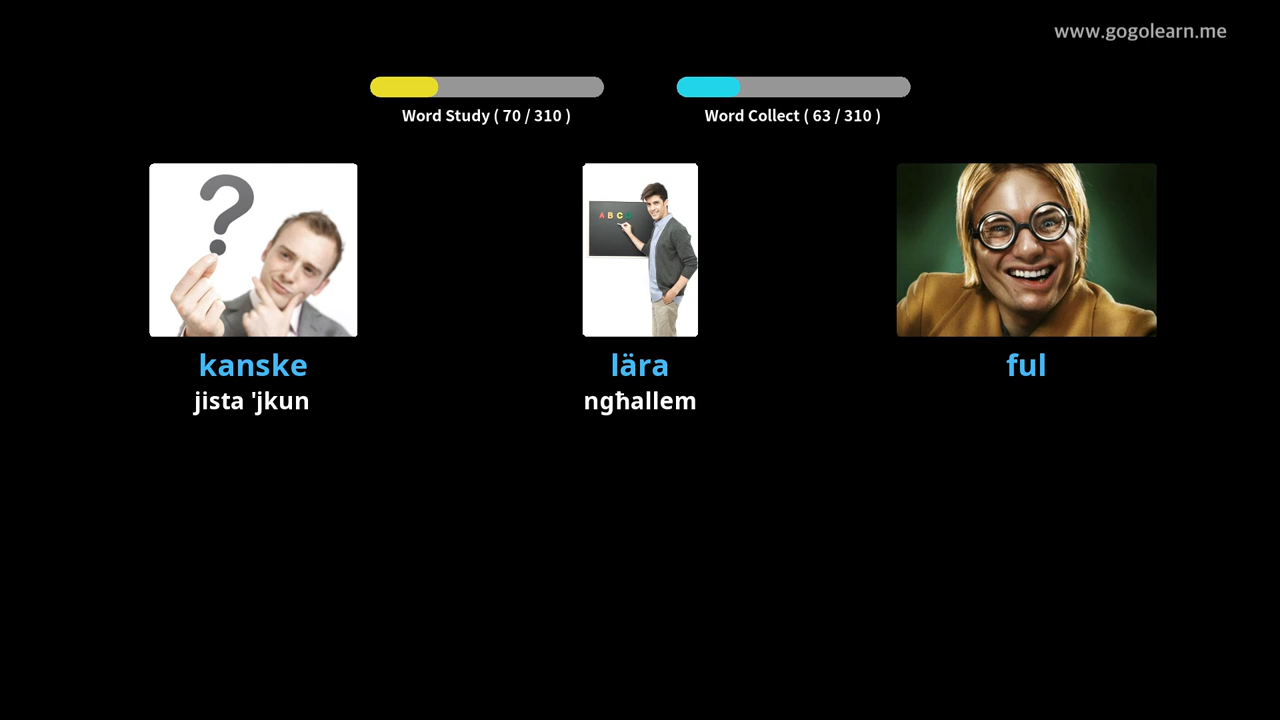 www.gogolearn.me
Word Study ( 70 / 310 )
Word Collect ( 63 / 310 )
?
A B C D
kanske
lära
ful
jista 'jkun
ngħallem